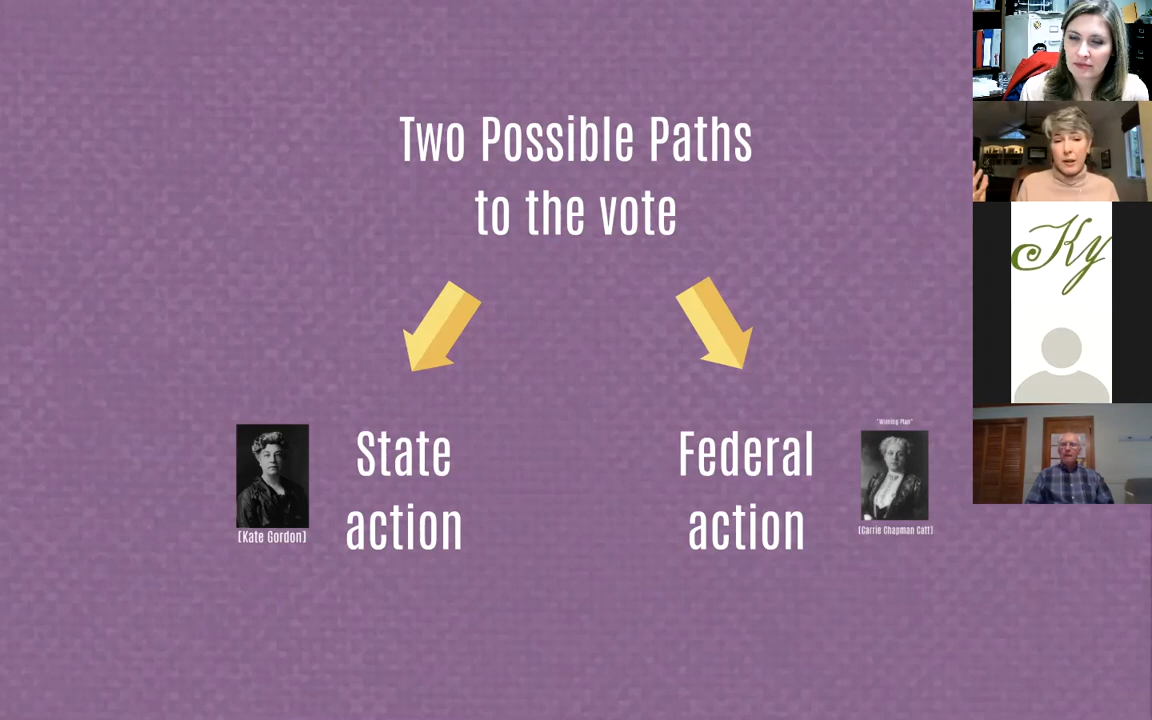 Two Possible Paths
to the vote
State
action
[Kate Gordon]
Federal
action
"Winning Plan"
[Carrie Chapman Catt]
Ky